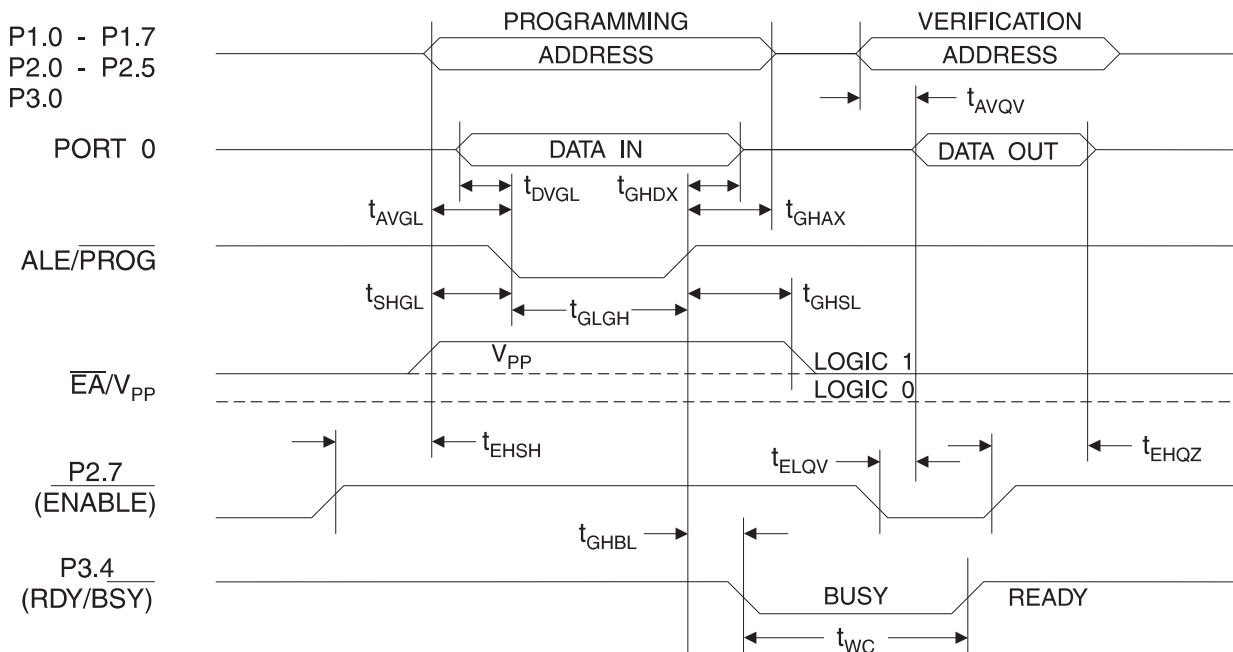 PROGRAMMING
VERIFICATION
P1.0 - P1.7
P2.0 - P2.5
P3.0
ADDRESS
ADDRESS
tAVQV
PORT 0
DATA IN
DATA OUT
tDVGL
tGHDX
tAVGL
tGHAX
ALE/PROG
tSHGL
tGLGH
tGHSL
EA/VPP
VPP
LOGIC 1
LOGIC 0
tEHSH
tELQV
tEHQZ
P2.7
(ENABLE)
tGHBL
P3.4
(RDY/BSY)
BUSY
READY
tWC